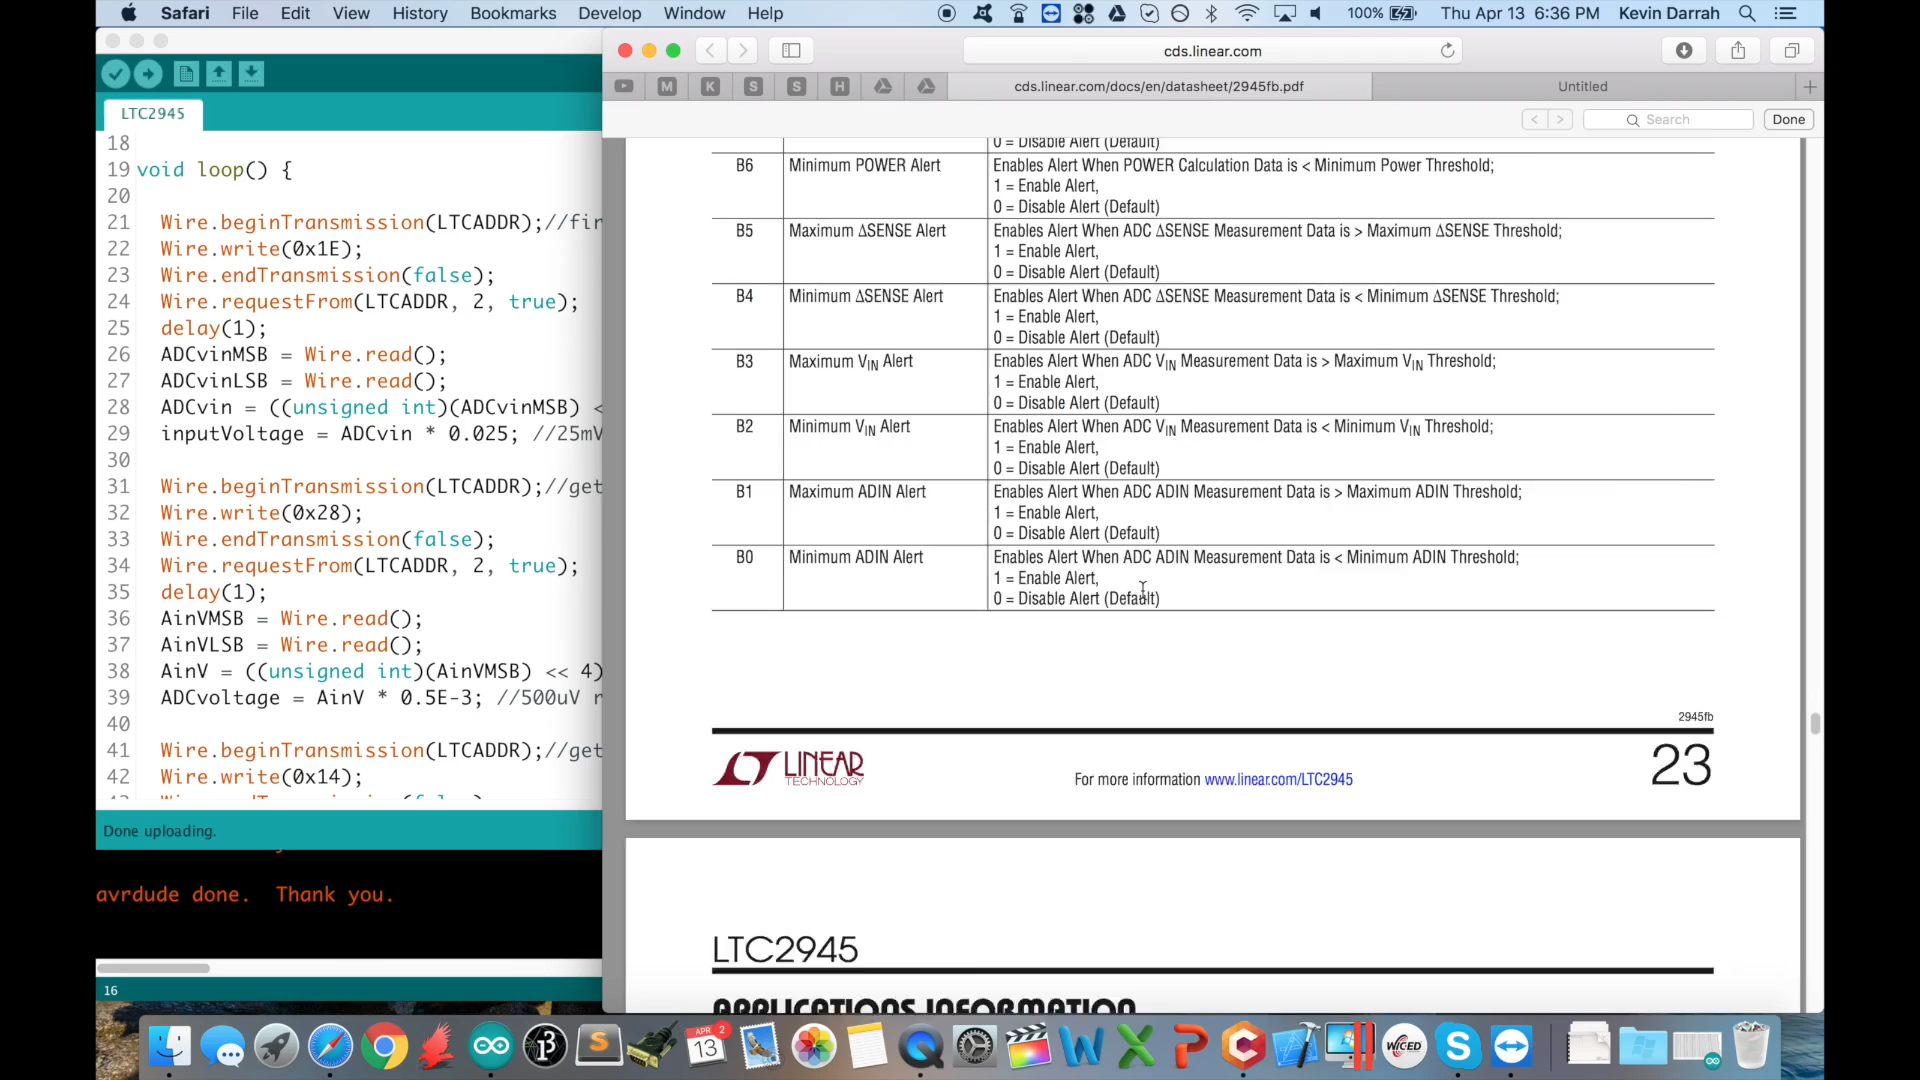 Safari File Edit View History Bookmarks Develop Window Help 100% Thu Apr 13 6:36 PM Kevin Darrah
cds.linear.com
M K S S H cds.linear.com/docs/en/datasheet/2945fb.pdf Untitled
Search Done
LTC2945
18
19 void loop() {
20
21 Wire.beginTransmission(LTCADDR);//fir
22 Wire.write(0x1E);
23 Wire.endTransmission(false);
24 Wire.requestFrom(LTCADDR, 2, true);
25 delay(1);
26 ADCvinMSB = Wire.read();
27 ADCvinLSB = Wire.read();
28 ADCvin = ((unsigned int)(ADCvinMSB) <
29 inputVoltage = ADCvin * 0.025; //25mV
30
31 Wire.beginTransmission(LTCADDR);//get
32 Wire.write(0x28);
33 Wire.endTransmission(false);
34 Wire.requestFrom(LTCADDR, 2, true);
35 delay(1);
36 AinVMSB = Wire.read();
37 AinVLSB = Wire.read();
38 AinV = ((unsigned int)(AinVMSB) << 4)
39 ADCvoltage = AinV * 0.5E-3; //500uV r
40
41 Wire.beginTransmission(LTCADDR);//get
42 Wire.write(0x14);
Done uploading.
avrdude done. Thank you.
16
0 = Disable Alert (Default)
B6 Minimum POWER Alert Enables Alert When POWER Calculation Data is < Minimum Power Threshold;
1 = Enable Alert,
0 = Disable Alert (Default)
B5 Maximum ΔSENSE Alert Enables Alert When ADC ΔSENSE Measurement Data is > Maximum ΔSENSE Threshold;
1 = Enable Alert,
0 = Disable Alert (Default)
B4 Minimum ΔSENSE Alert Enables Alert When ADC ΔSENSE Measurement Data is < Minimum ΔSENSE Threshold;
1 = Enable Alert,
0 = Disable Alert (Default)
B3 Maximum VIN Alert Enables Alert When ADC VIN Measurement Data is > Maximum VIN Threshold;
1 = Enable Alert,
0 = Disable Alert (Default)
B2 Minimum VIN Alert Enables Alert When ADC VIN Measurement Data is < Minimum VIN Threshold;
1 = Enable Alert,
0 = Disable Alert (Default)
B1 Maximum ADIN Alert Enables Alert When ADC ADIN Measurement Data is > Maximum ADIN Threshold;
1 = Enable Alert,
0 = Disable Alert (Default)
B0 Minimum ADIN Alert Enables Alert When ADC ADIN Measurement Data is < Minimum ADIN Threshold;
1 = Enable Alert,
0 = Disable Alert (Default)
2945fb
LINEAR
TECHNOLOGY
For more information www.linear.com/LTC2945
23
LTC2945
APPLICATIONS INFORMATION
APR 2
13
WICED